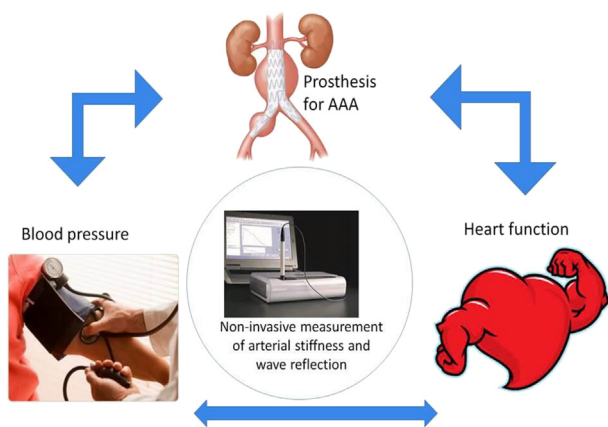 Prosthesis
for AAA
Blood pressure
Heart function
Non-invasive measurement
of arterial stiffness and
wave reflection